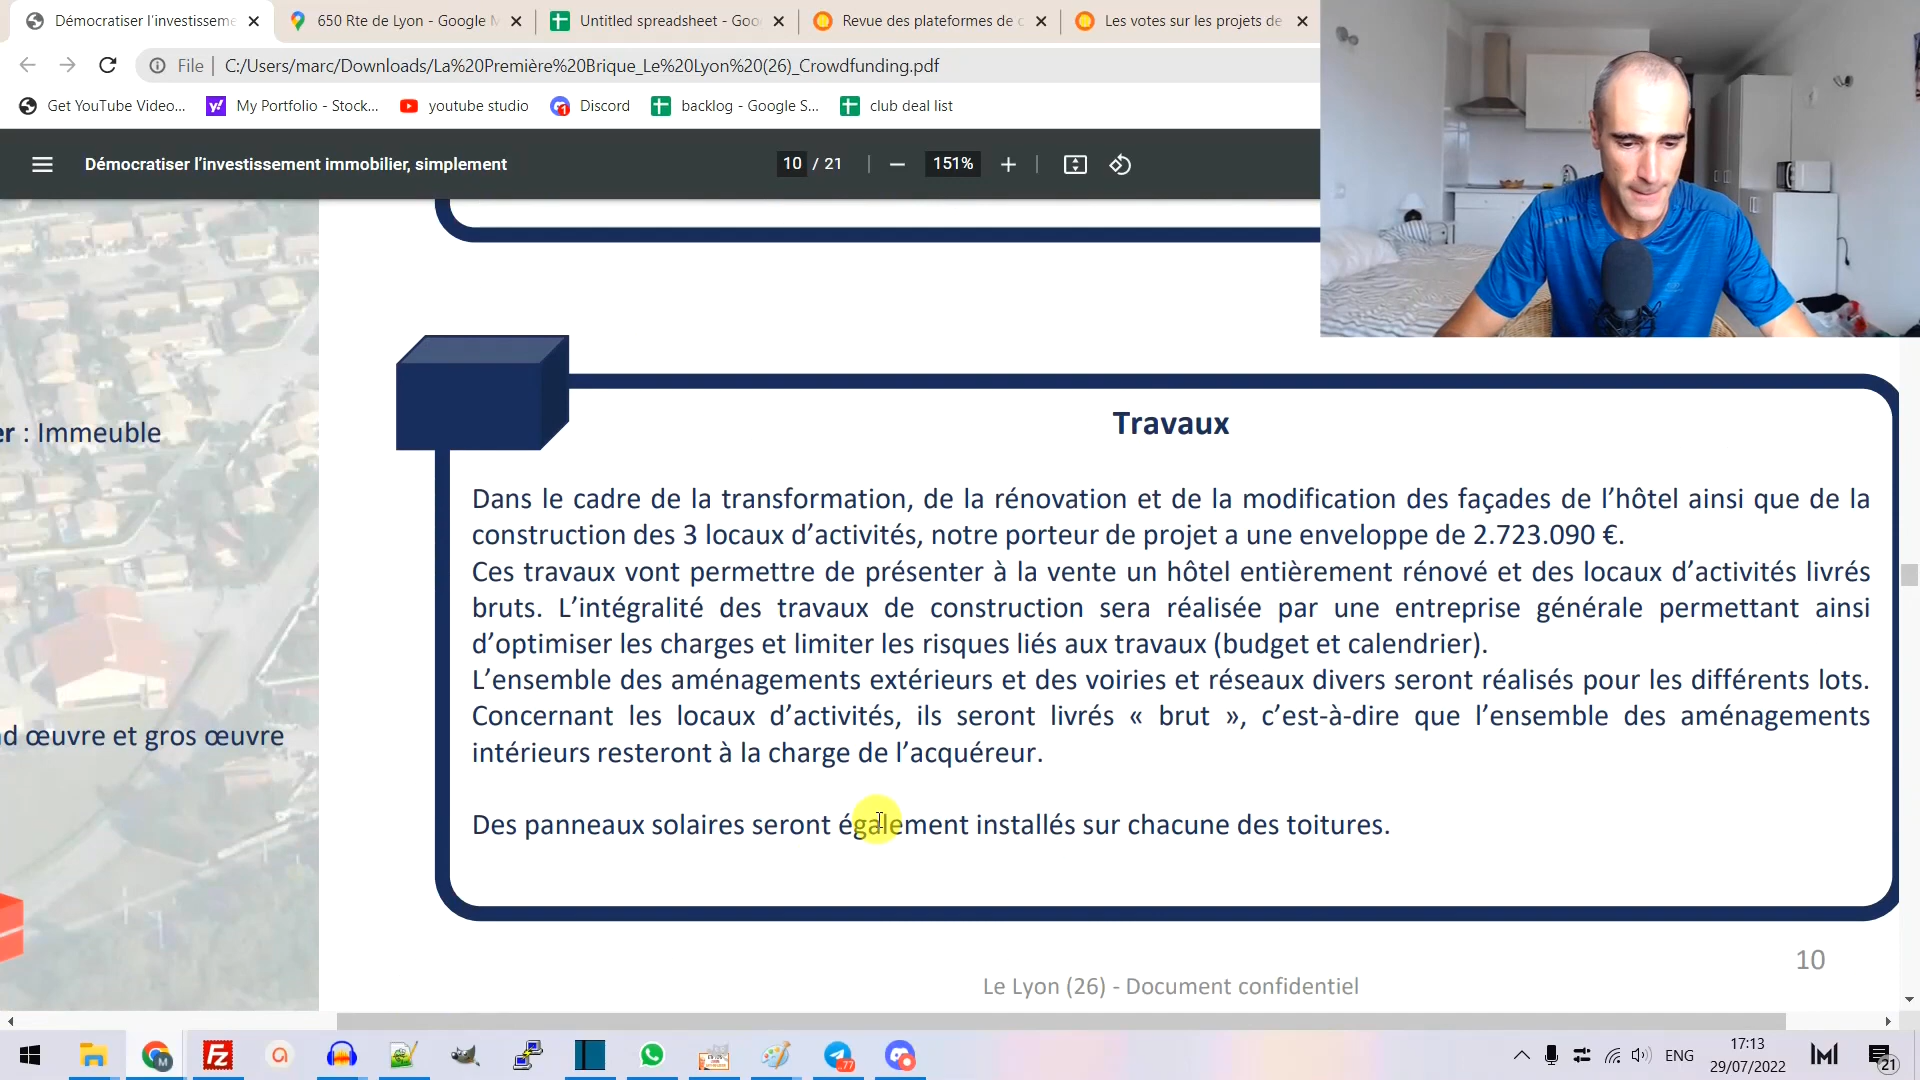 Démocratiser l'investisseme
650 Rte de Lyon - Google M
Untitled spreadsheet - Goo
Revue des plateformes de c
Les votes sur les projets de
File
C:/Users/marc/Downloads/La%20Première%20Brique_Le%20Lyon%20(26)_Crowdfunding.pdf
Get YouTube Video...
My Portfolio - Stock...
youtube studio
Discord
backlog - Google S...
club deal list
Démocratiser l'investissement immobilier, simplement
10 / 21
151%
er : Immeuble
nd œuvre et gros œuvre
Travaux
Dans le cadre de la transformation, de la rénovation et de la modification des façades de l'hôtel ainsi que de la
construction des 3 locaux d'activités, notre porteur de projet a une enveloppe de 2.723.090 €.
Ces travaux vont permettre de présenter à la vente un hôtel entièrement rénové et des locaux d'activités livrés
bruts. L'intégralité des travaux de construction sera réalisée par une entreprise générale permettant ainsi
d'optimiser les charges et limiter les risques liés aux travaux (budget et calendrier).
L'ensemble des aménagements extérieurs et des voiries et réseaux divers seront réalisés pour les différents lots.
Concernant les locaux d'activités, ils seront livrés « brut », c'est-à-dire que l'ensemble des aménagements
intérieurs resteront à la charge de l'acquéreur.
Des panneaux solaires seront également installés sur chacune des toitures.
10
Le Lyon (26) - Document confidentiel
ENG
17:13
29/07/2022
21